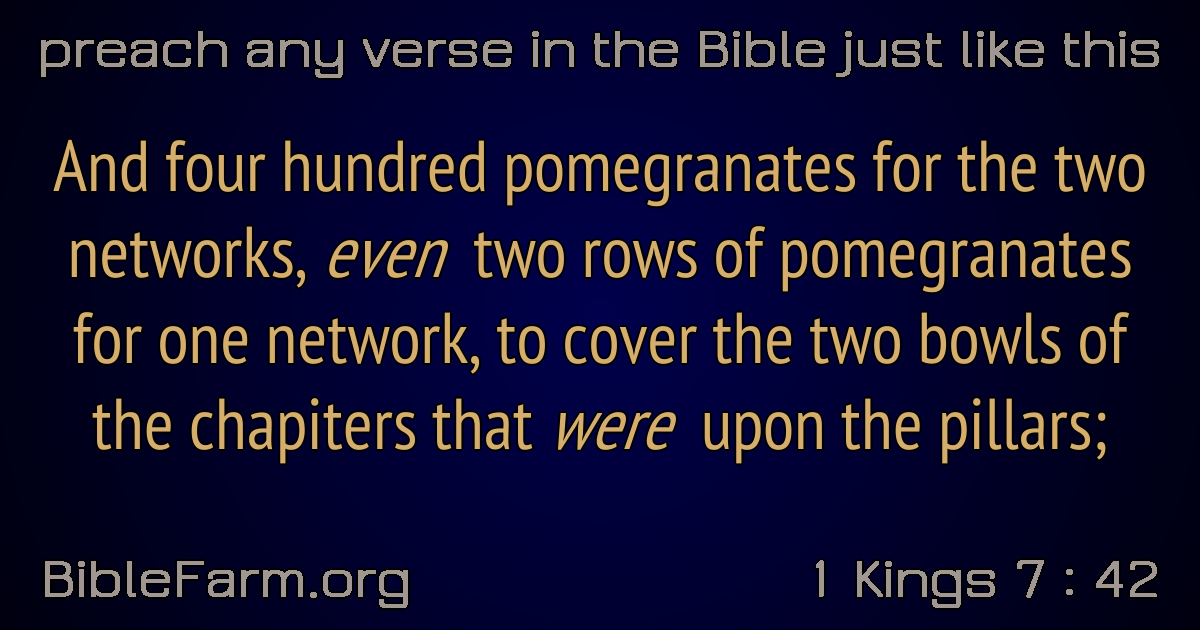 preach any verse in the Bible just like this
And four hundred pomegranates for the two
networks, even two rows of pomegranates
for one network, to cover the two bowls of
the chapiters that were upon the pillars;
BibleFarm.org
1 Kings 7 : 42